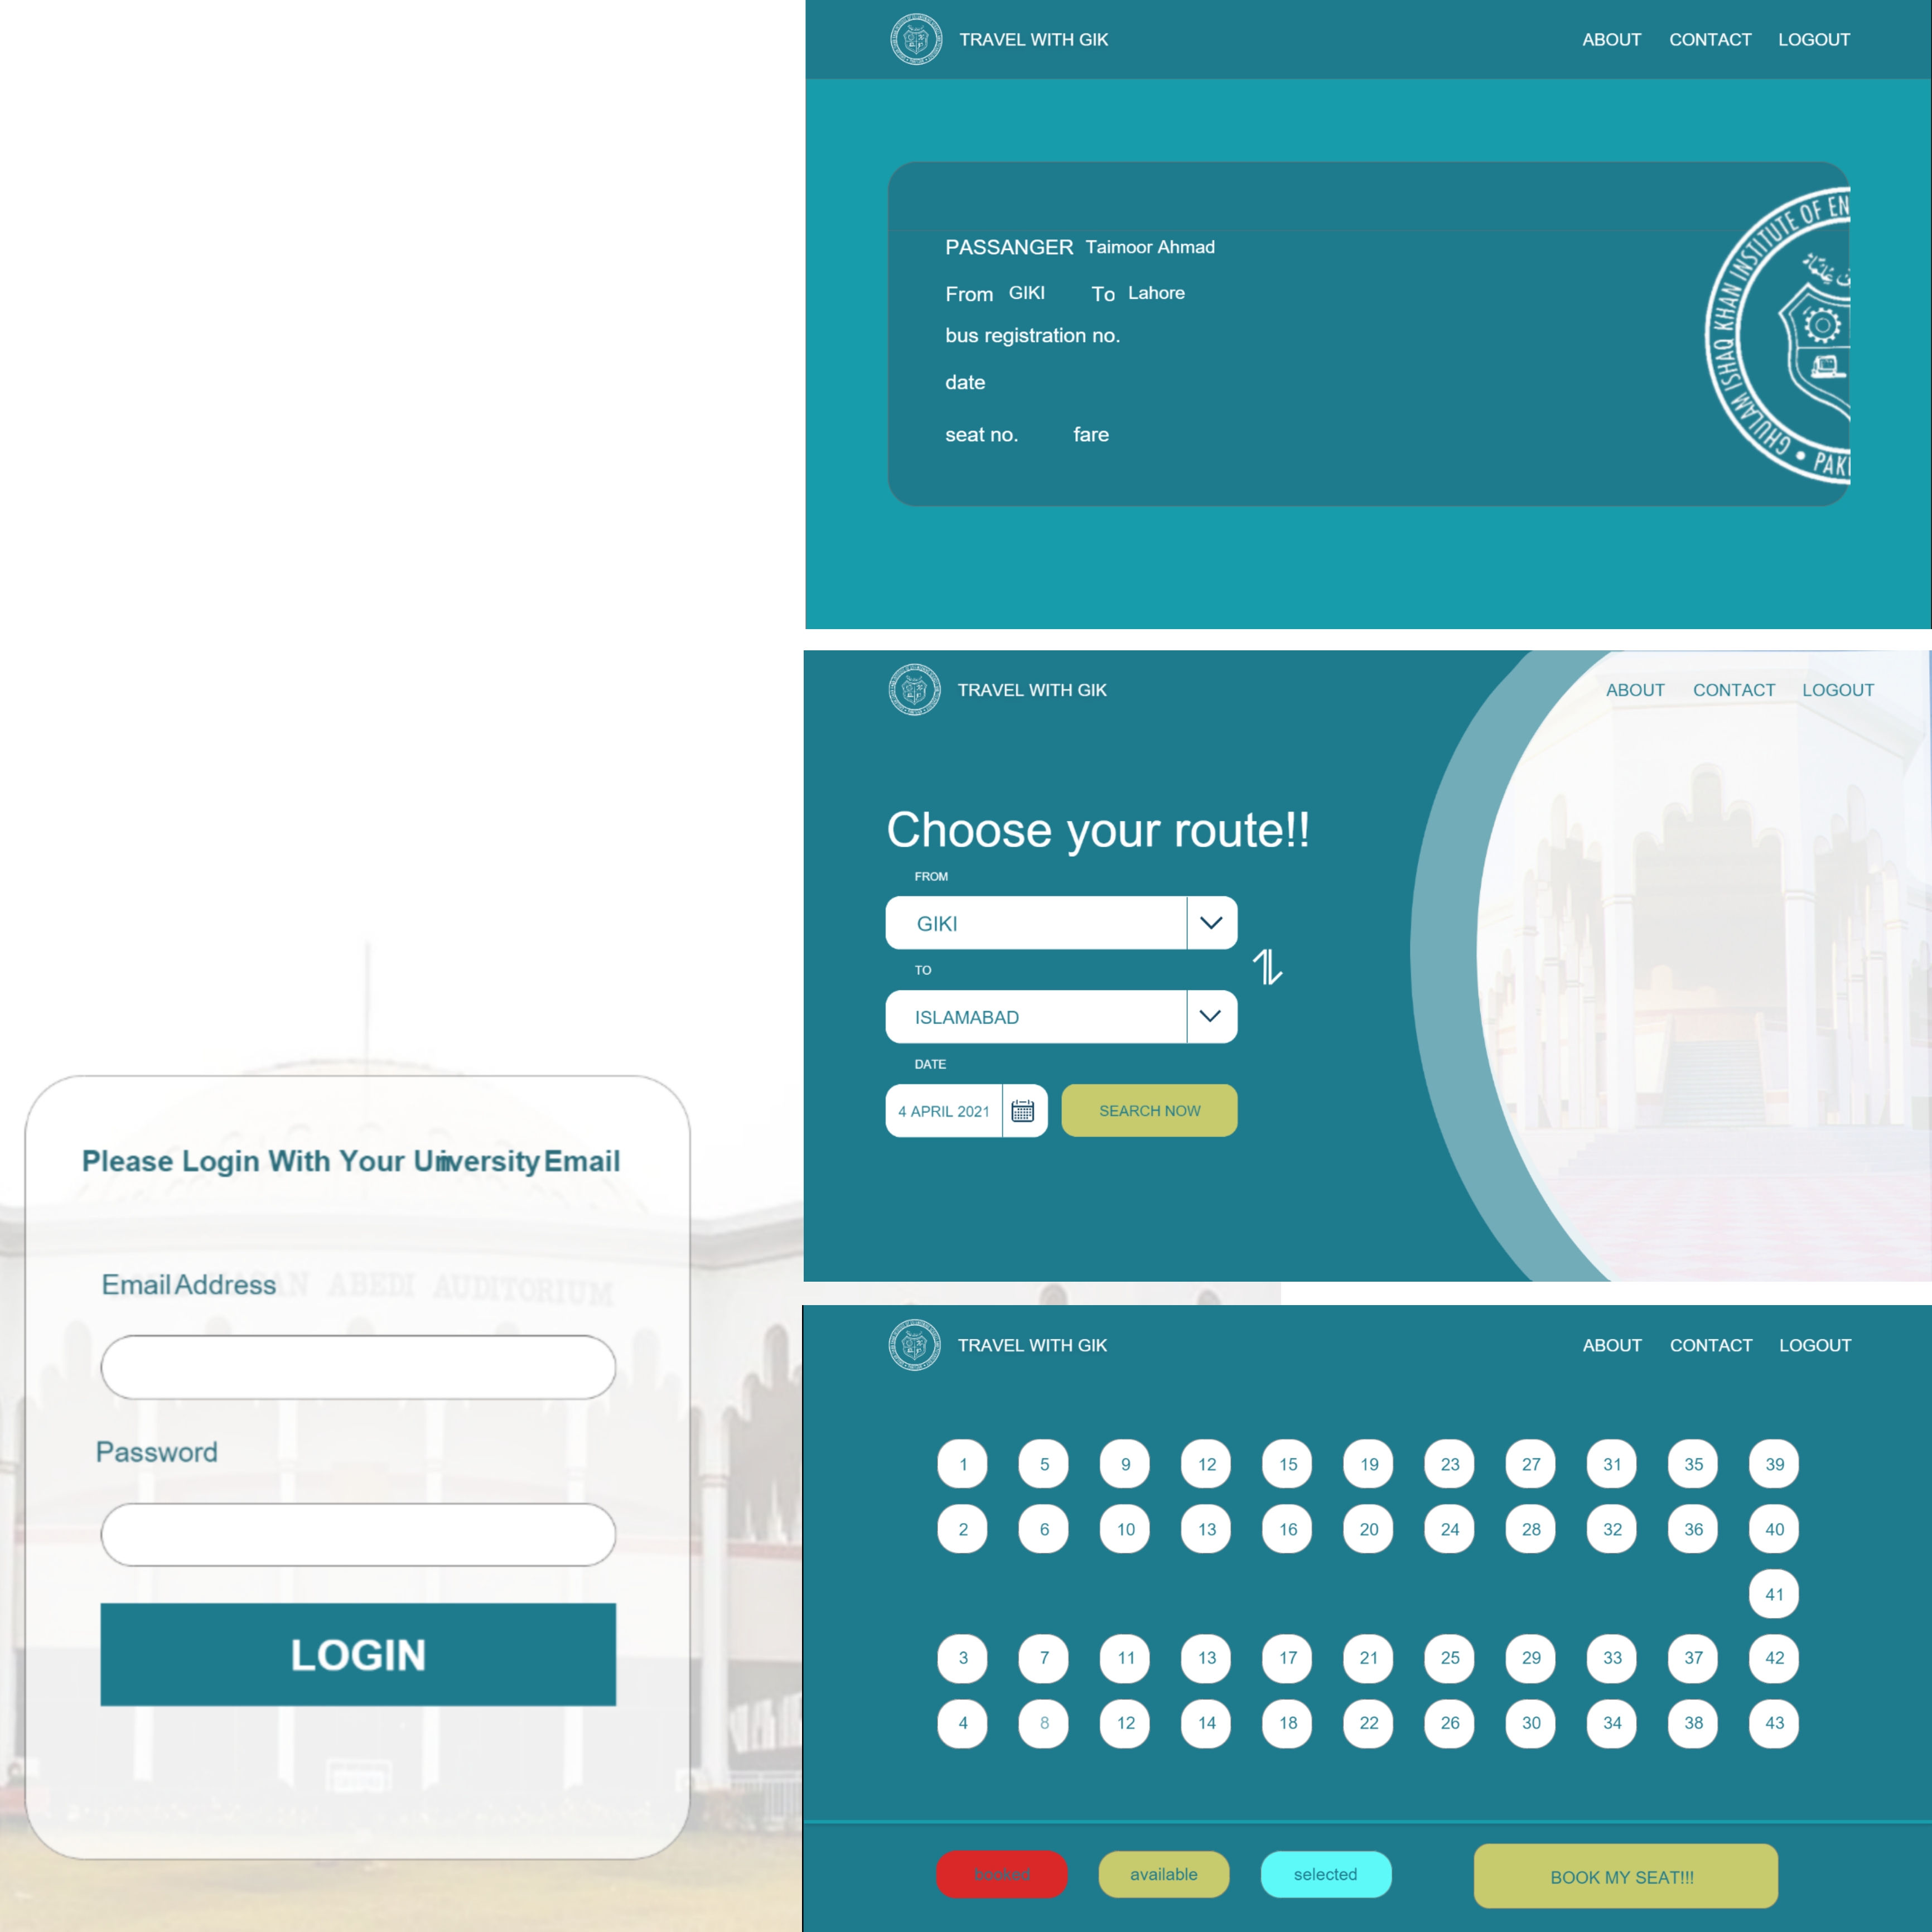 TRAVEL WITH GIK ABOUT CONTACT LOGOUT
PASSANGER Taimoor Ahmad
From GIKI To Lahore
bus registration no.
date
seat no. fare
GHULAM ISHAQ KHAN INSTITUTE OF EN
PAKI
TRAVEL WITH GIK ABOUT CONTACT LOGOUT
Choose your route!!
FROM
GIKI
TO
ISLAMABAD
DATE
4 APRIL 2021 SEARCH NOW
Please Login With Your University Email
Email Address
AN ABEDI AUDITORIUM
Password
LOGIN
TRAVEL WITH GIK ABOUT CONTACT LOGOUT
1 5 9 12 15 19 23 27 31 35 39
2 6 10 13 16 20 24 28 32 36 40
41
3 7 11 13 17 21 25 29 33 37 42
4 8 12 14 18 22 26 30 34 38 43
booked available selected BOOK MY SEAT!!!